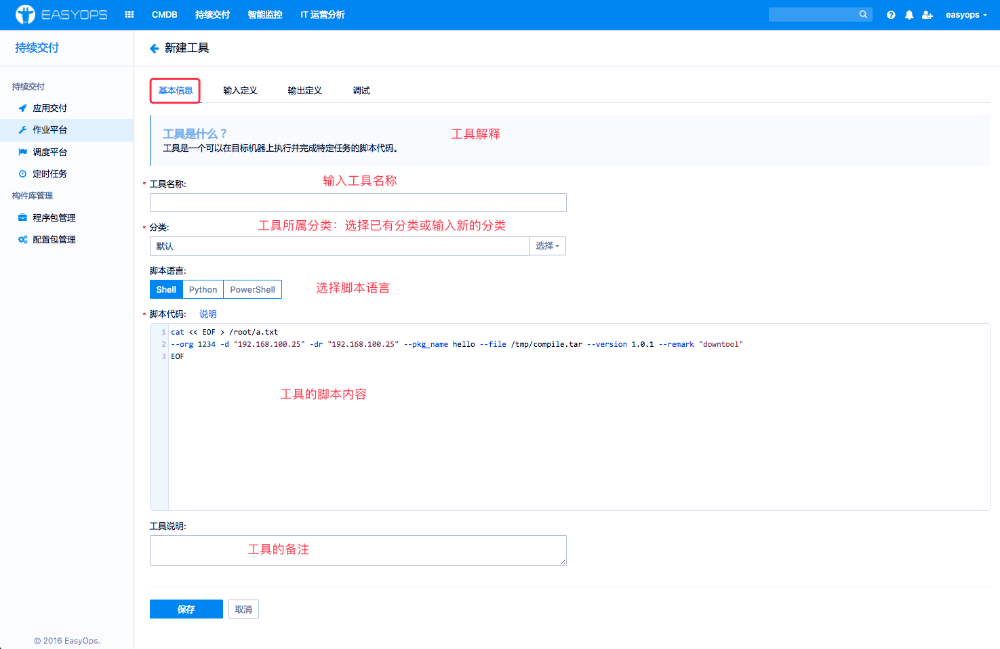 EASYOPS CMDB 持续交付 智能监控 IT 运营分析 easyops
持续交付
新建工具
持续交付
应用交付
作业平台
调度平台
定时任务
构件库管理
程序包管理
配置包管理
© 2016 EasyOps.
基本信息 输入定义 输出定义 调试
工具是什么？ 工具解释
工具是一个可以在目标机器上执行并完成特定任务的脚本代码。
* 工具名称: 输入工具名称
* 分类: 工具所属分类：选择已有分类或输入新的分类
默认 选择
脚本语言:
Shell Python PowerShell 选择脚本语言
* 脚本代码: 说明
1 cat << EOF > /root/a.txt
2 --org 1234 -d "192.168.100.25" -dr "192.168.100.25" --pkg_name hello --file /tmp/compile.tar --version 1.0.1 --remark "downtool"
3 EOF
工具的脚本内容
工具说明:
工具的备注
保存 取消